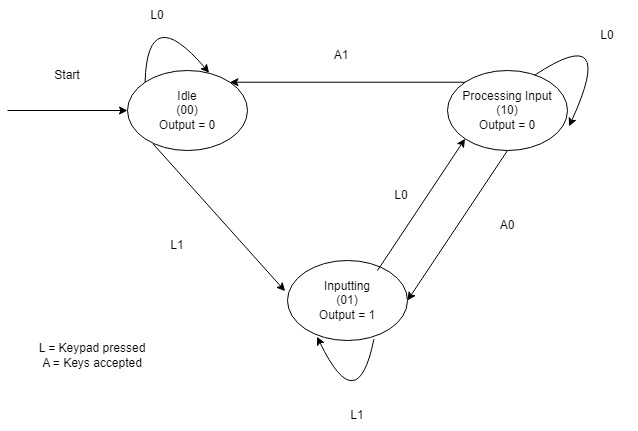 L0
L0
A1
Start
Idle
(00)
Output = 0
Processing Input
(10)
Output = 0
L0
A0
L1
Inputting
(01)
Output = 1
L = Keypad pressed
A = Keys accepted
L1